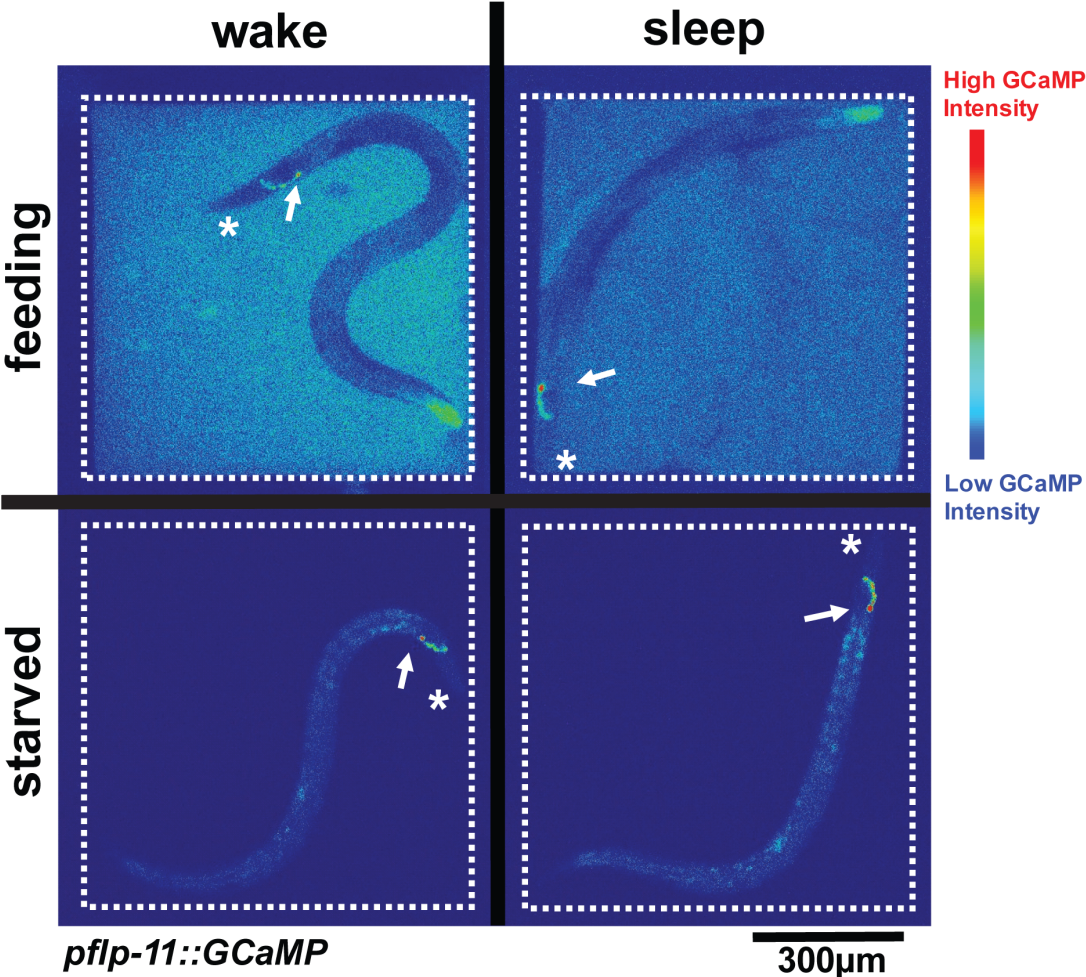 wake
sleep
High GCaMP
Intensity
feeding
*
*
Low GCaMP
Intensity
starved
*
*
pflp-11::GCaMP
300µm